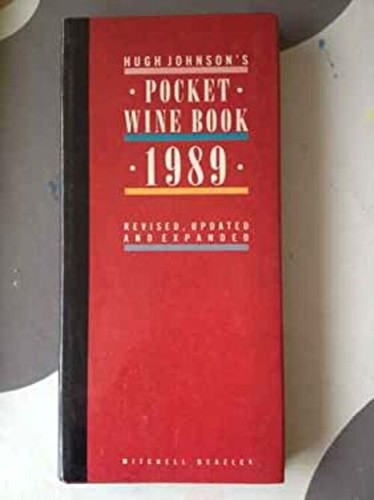 HUGH JOHNSON'S
· POCKET ·
WINE BOOK
· 1989 ·
REVISED, UPDATED
AND EXPANDED
MITCHELL BEAZLEY